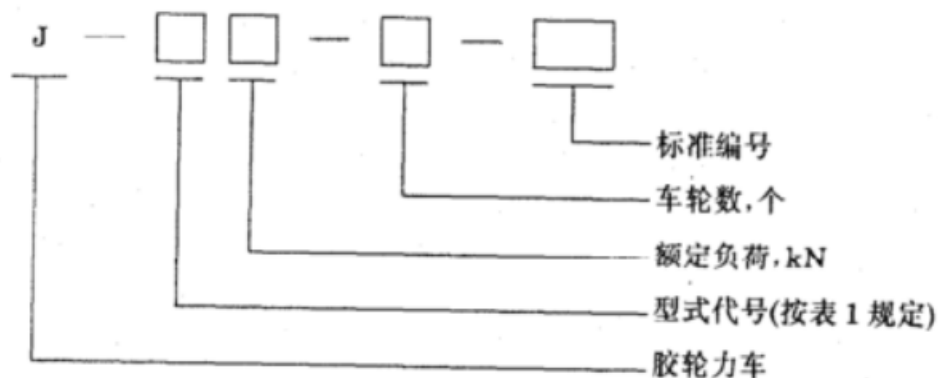 J — □□ — □ — □
标准编号
车轮数,个
额定负荷,kN
型式代号(按表1规定)
胶轮力车